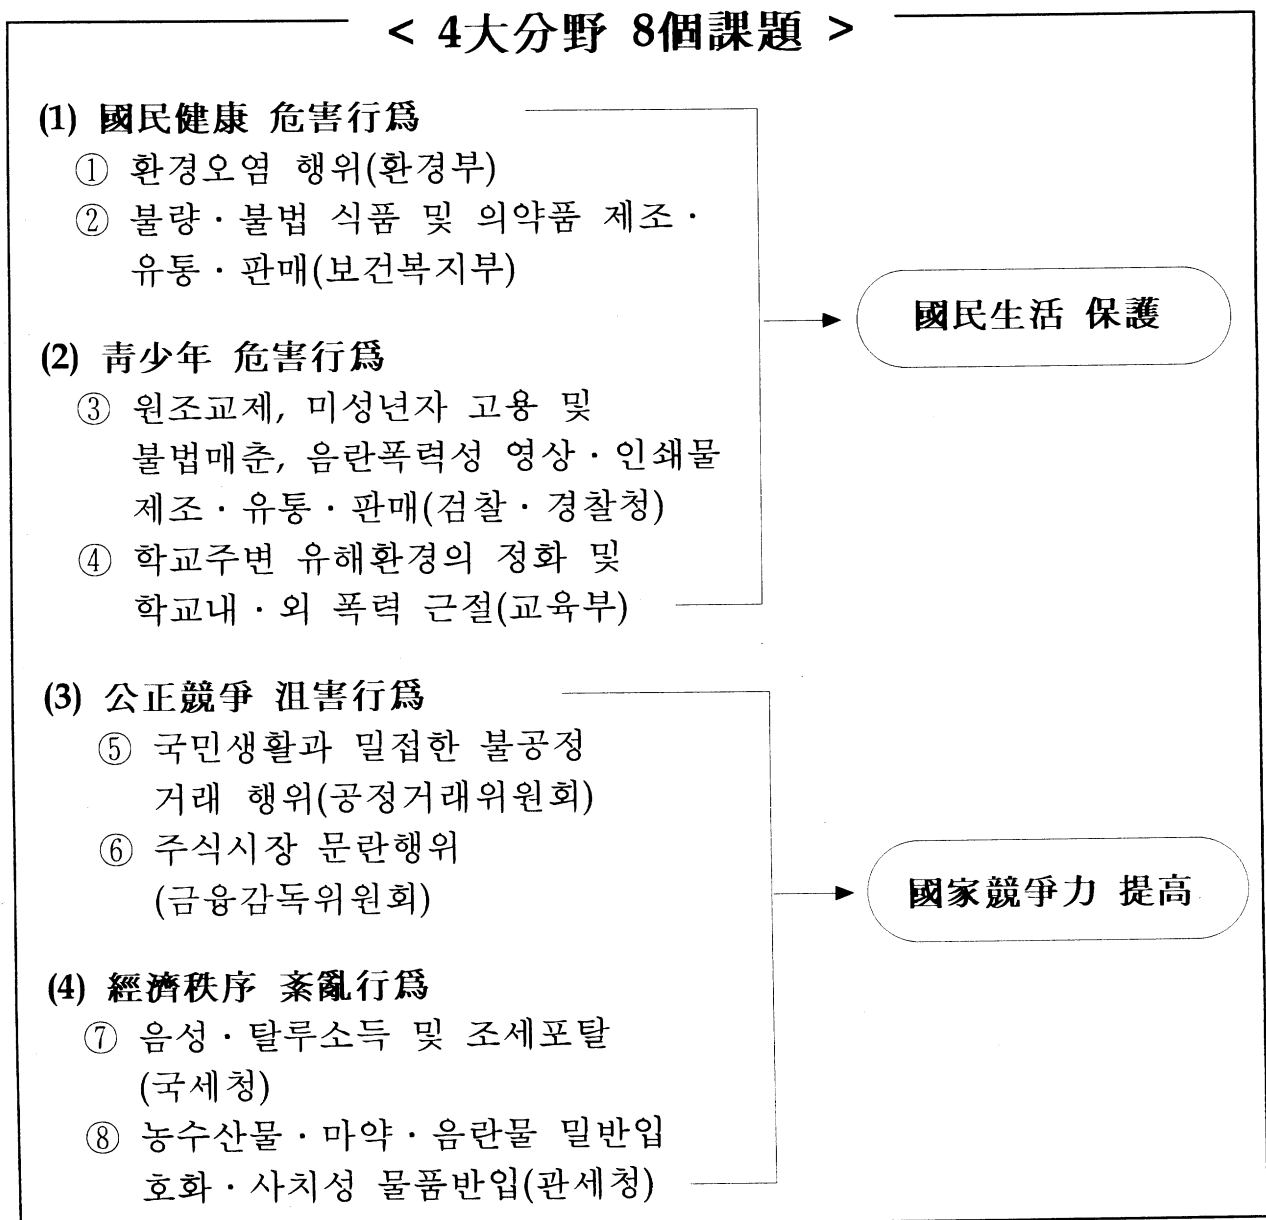 < 4大分野 8個課題 >
(1) 國民健康 危害行爲
① 환경오염 행위(환경부)
② 불량·불법 식품 및 의약품 제조·
유통·판매(보건복지부)
國民生活 保護
(2) 靑少年 危害行爲
③ 원조교제, 미성년자 고용 및
불법매춘, 음란폭력성 영상·인쇄물
제조·유통·판매(검찰·경찰청)
④ 학교주변 유해환경의 정화 및
학교내·외 폭력 근절(교육부)
(3) 公正競爭 沮害行爲
⑤ 국민생활과 밀접한 불공정
거래 행위(공정거래위원회)
⑥ 주식시장 문란행위
(금융감독위원회)
國家競爭力 提高
(4) 經濟秩序 紊亂行爲
⑦ 음성·탈루소득 및 조세포탈
(국세청)
⑧ 농수산물·마약·음란물 밀반입
호화·사치성 물품반입(관세청)